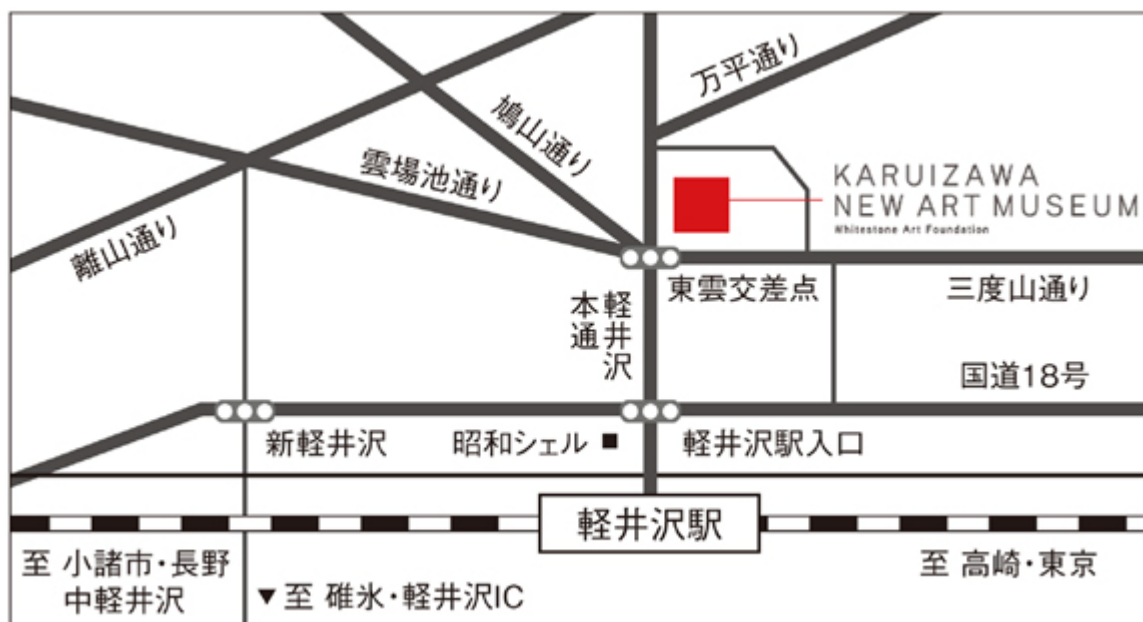 万平通り
鳩山通り
雲場池通り
離山通り
KARUIZAWA
NEW ART MUSEUM
Whitestone Art Foundation
東雲交差点
三度山通り
軽井沢
本通
国道18号
新軽井沢
昭和シェル ■
軽井沢駅入口
軽井沢駅
至 小諸市・長野
中軽井沢
▼至 碓氷・軽井沢IC
至 高崎・東京